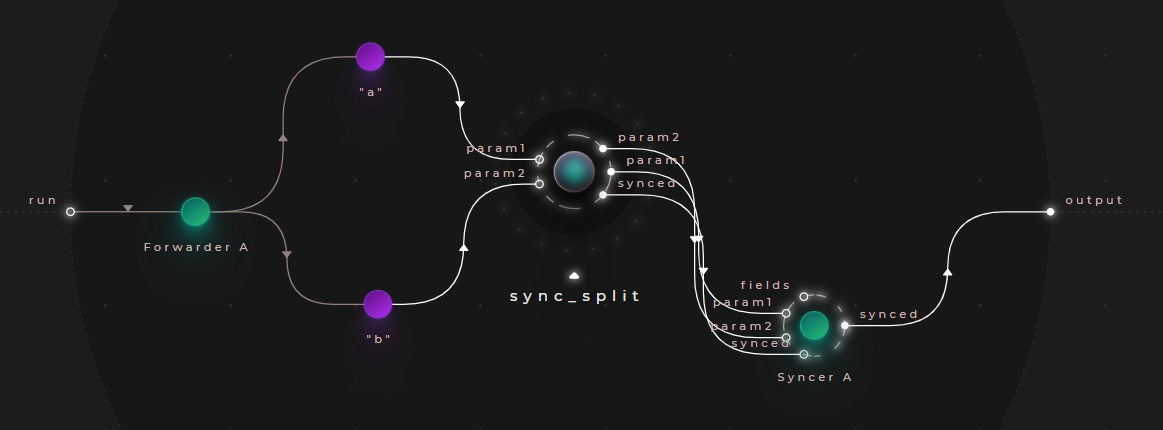 run
Forwarder A
"a"
"b"
param1
param2
param2
param1
synced
sync_split
fields
param1
param2
synced
Syncer A
synced
output